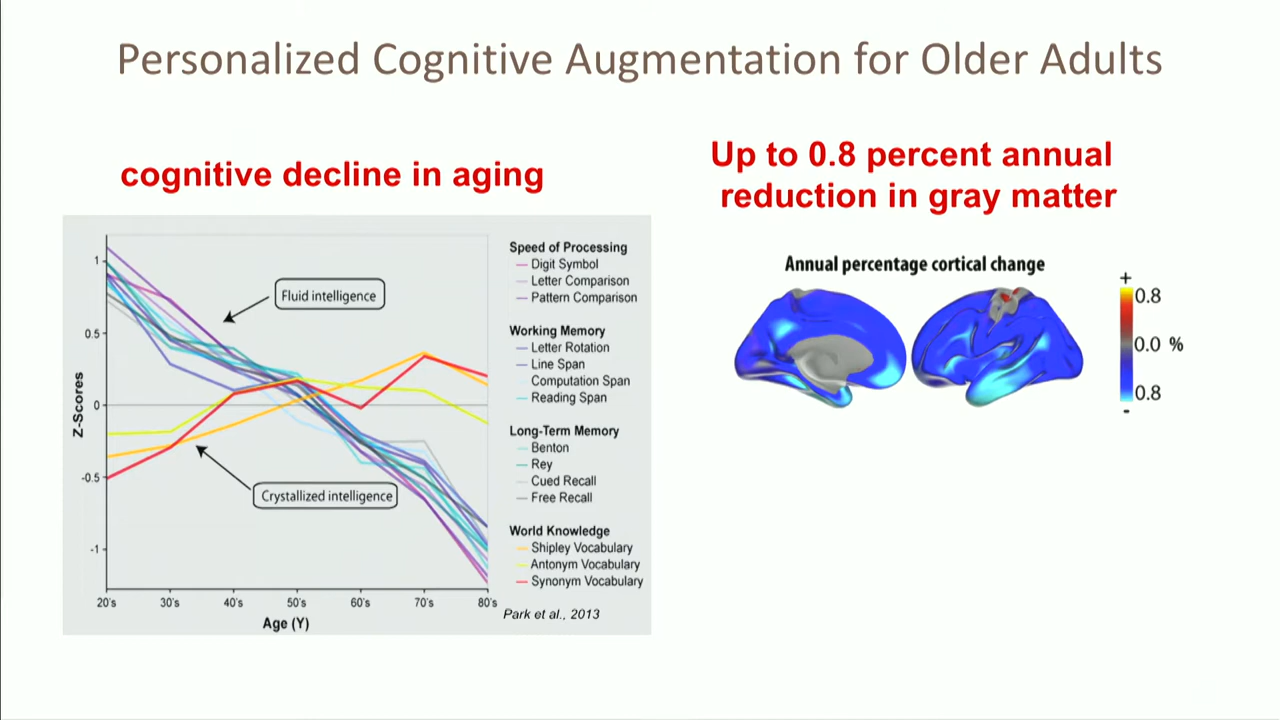 Personalized Cognitive Augmentation for Older Adults
cognitive decline in aging
Up to 0.8 percent annual
reduction in gray matter
Z-Scores
1
0.5
0
-0.5
-1
20's 30's 40's 50's 60's 70's 80's
Age (Y)
Fluid intelligence
Crystallized intelligence
Speed of Processing
Digit Symbol
Letter Comparison
Pattern Comparison
Working Memory
Letter Rotation
Line Span
Computation Span
Reading Span
Long-Term Memory
Benton
Rey
Cued Recall
Free Recall
World Knowledge
Shipley Vocabulary
Antonym Vocabulary
Synonym Vocabulary
Park et al., 2013
Annual percentage cortical change
+
0.8
0.0 %
0.8
-